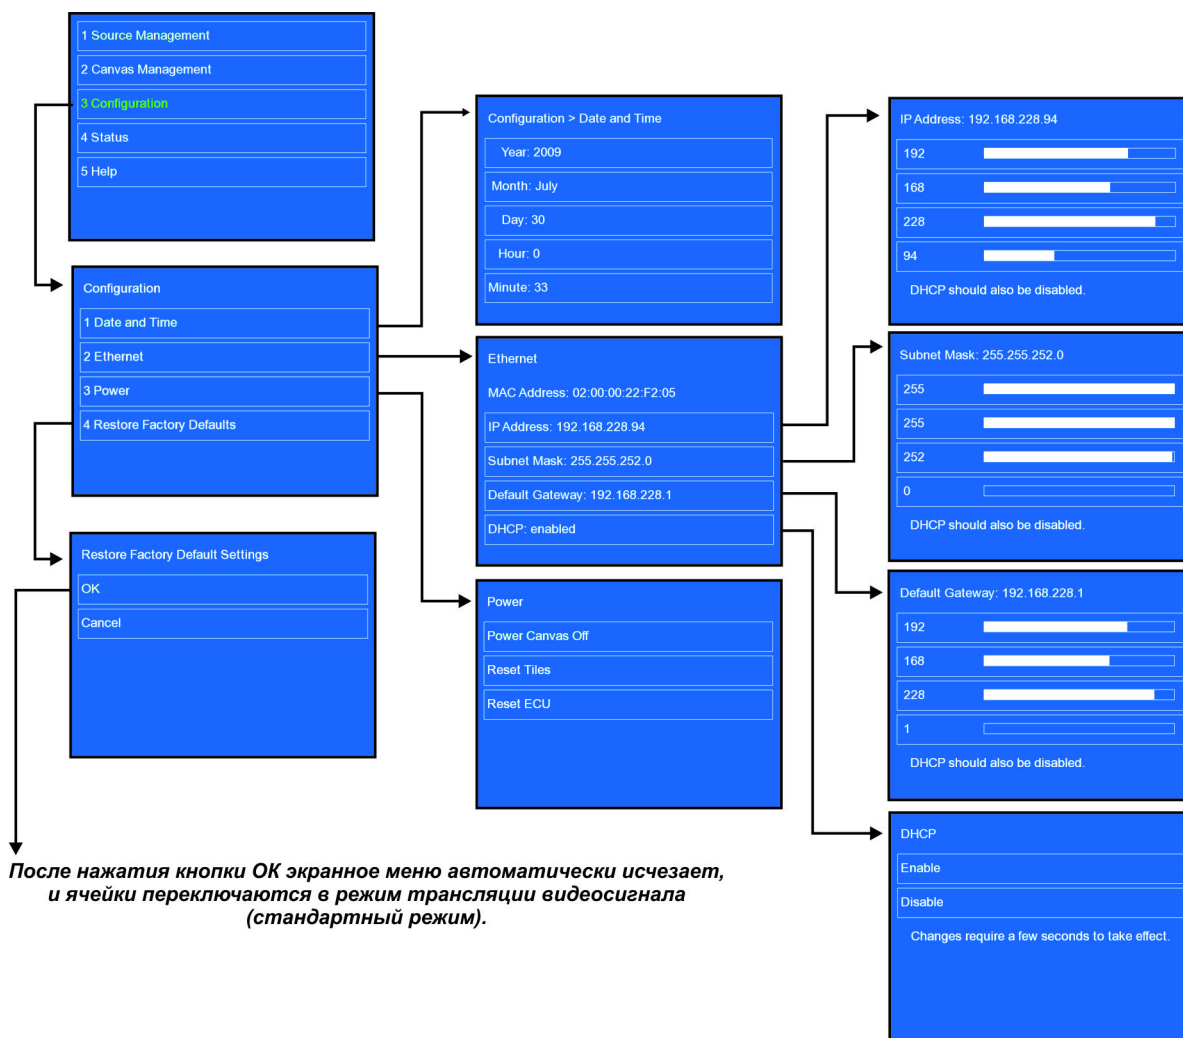 1 Source Management
2 Canvas Management
3 Configuration
4 Status
5 Help
Configuration
1 Date and Time
2 Ethernet
3 Power
4 Restore Factory Defaults
Restore Factory Default Settings
OK
Cancel
После нажатия кнопки ОК экранное меню автоматически исчезает,
и ячейки переключаются в режим трансляции видеосигнала
(стандартный режим).
Configuration > Date and Time
Year: 2009
Month: July
Day: 30
Hour: 0
Minute: 33
Ethernet
MAC Address: 02:00:00:22:F2:05
IP Address: 192.168.228.94
Subnet Mask: 255.255.252.0
Default Gateway: 192.168.228.1
DHCP: enabled
Power
Power Canvas Off
Reset Tiles
Reset ECU
IP Address: 192.168.228.94
192
168
228
94
DHCP should also be disabled.
Subnet Mask: 255.255.252.0
255
255
252
0
DHCP should also be disabled.
Default Gateway: 192.168.228.1
192
168
228
1
DHCP should also be disabled.
DHCP
Enable
Disable
Changes require a few seconds to take effect.